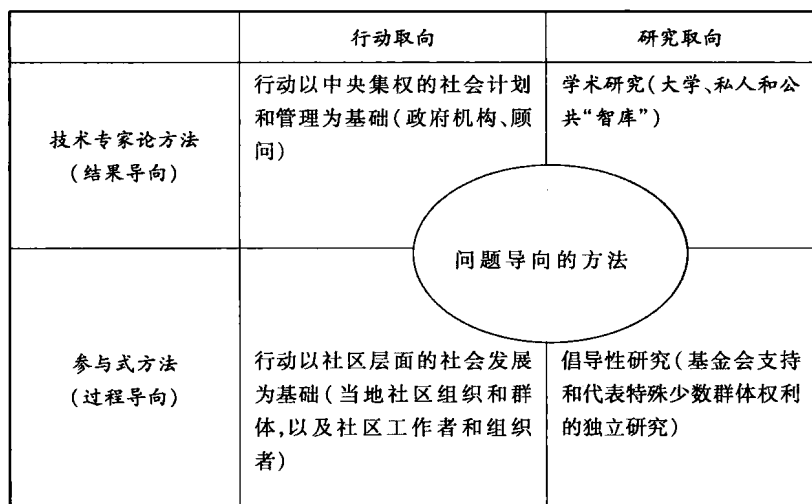 行动取向
研究取向
技术专家论方法
(结果导向)
行动以中央集权的社会计划
和管理为基础(政府机构、顾
问)
学术研究(大学、私人和公
共“智库”)
问题导向的方法
参与式方法
(过程导向)
行动以社区层面的社会发展
为基础(当地社区组织和群
体,以及社区工作者和组织
者)
倡导性研究(基金会支持
和代表特殊少数群体权利
的独立研究)